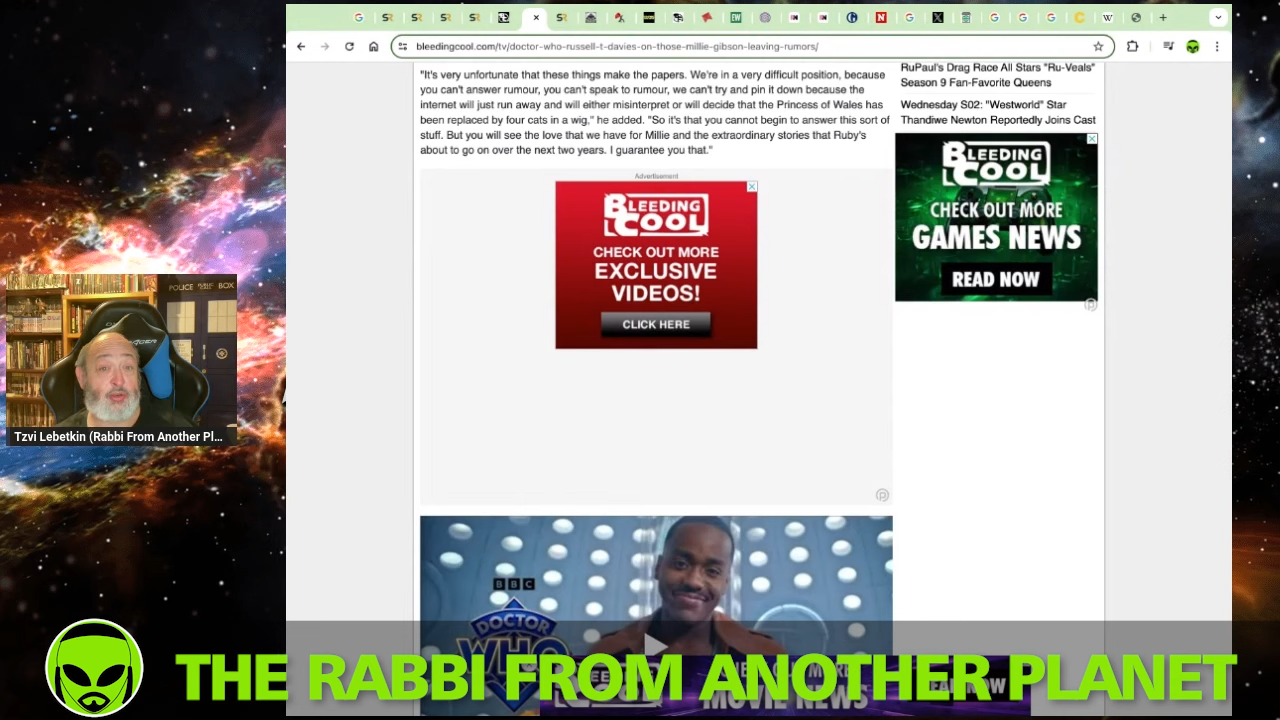 bleedingcool.com/tv/doctor-who-russell-t-davies-on-those-millie-gibson-leaving-rumors/
"It's very unfortunate that these things make the papers. We're in a very difficult position, because
you can't answer rumour, you can't speak to rumour, we can't try and pin it down because the
internet will just run away and will either misinterpret or will decide that the Princess of Wales has
been replaced by four cats in a wig," he added. "So it's that you cannot begin to answer this sort of
stuff. But you will see the love that we have for Millie and the extraordinary stories that Ruby's
about to go on over the next two years. I guarantee you that."
RuPaul's Drag Race All Stars "Ru-Veals"
Season 9 Fan-Favorite Queens
Wednesday S02: "Westworld" Star
Thandiwe Newton Reportedly Joins Cast
Advertisement
BLEEDING
COOL
CHECK OUT MORE
EXCLUSIVE
VIDEOS!
CLICK HERE
BLEEDING
COOL
CHECK OUT MORE
GAMES NEWS
READ NOW
POLICE PUBLIC BOX
Tzvi Lebetkin (Rabbi From Another Pl...
BBC
DOCTOR
WHO
MOVIE NEWS
THE RABBI FROM ANOTHER PLANET